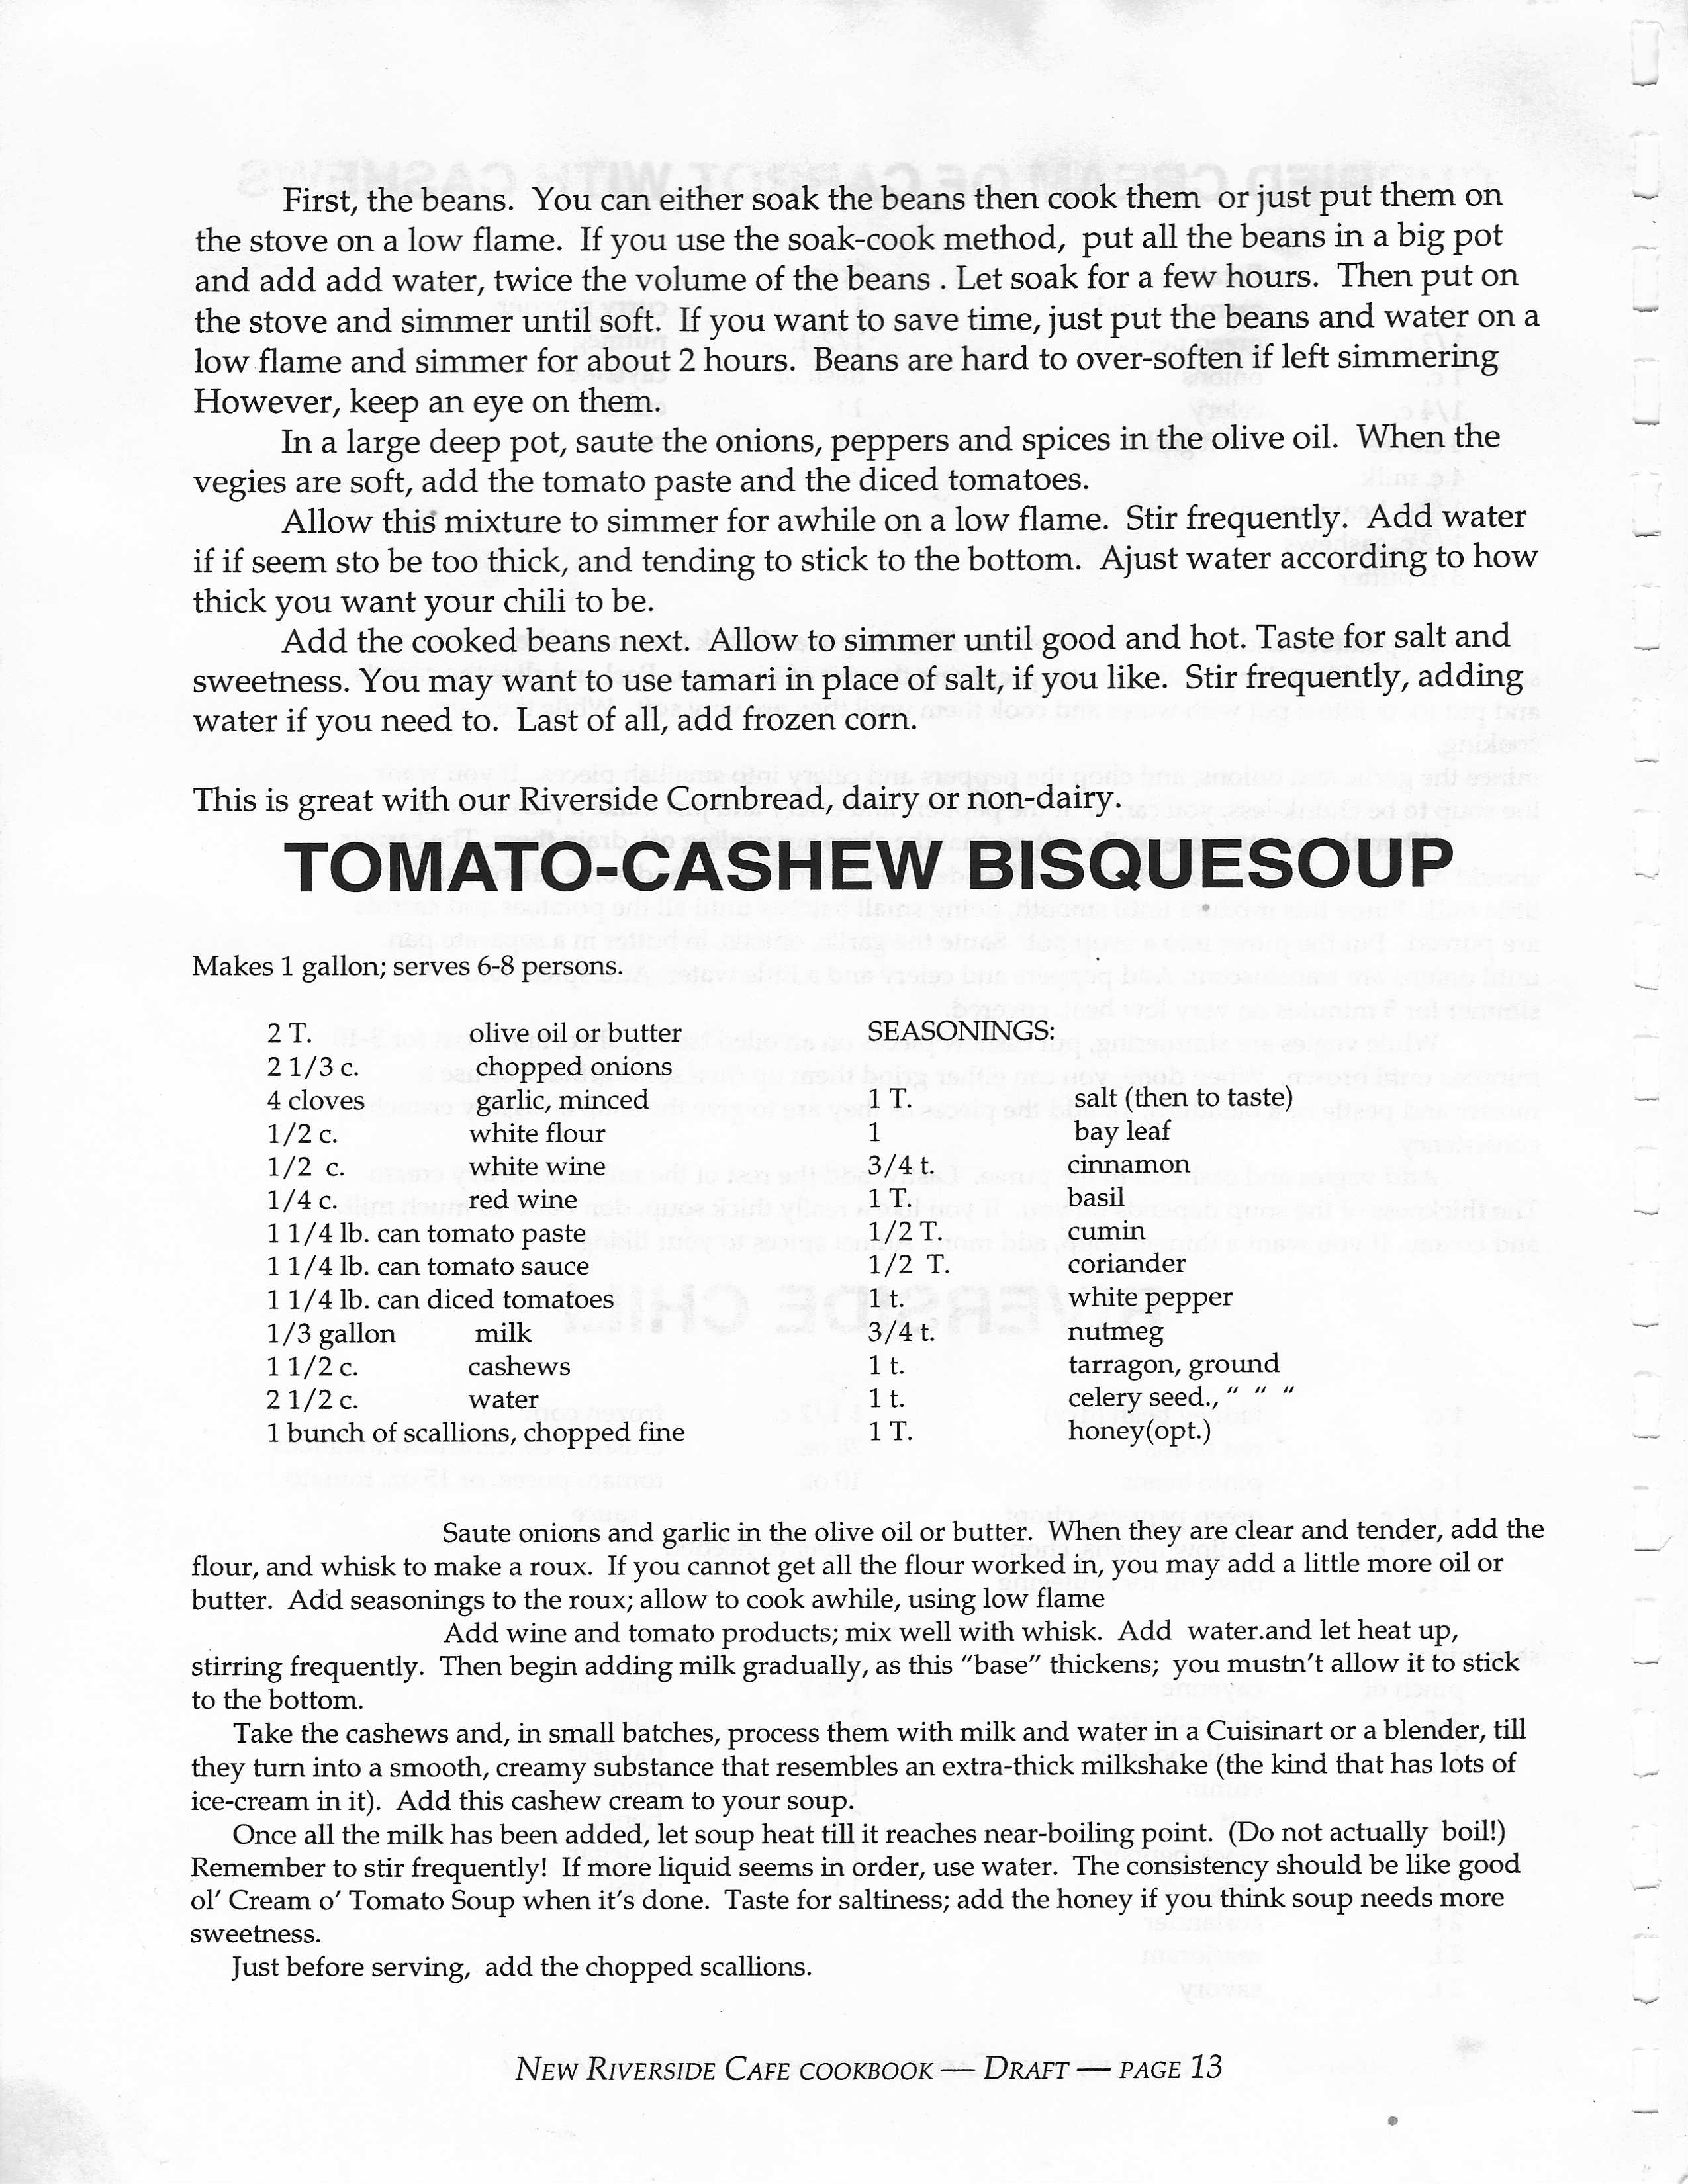 First, the beans. You can either soak the beans then cook them or just put them on
the stove on a low flame. If you use the soak-cook method, put all the beans in a big pot
and add add water, twice the volume of the beans . Let soak for a few hours. Then put on
the stove and simmer until soft. If you want to save time, just put the beans and water on a
low flame and simmer for about 2 hours. Beans are hard to over-soften if left simmering
However, keep an eye on them.
In a large deep pot, saute the onions, peppers and spices in the olive oil. When the
vegies are soft, add the tomato paste and the diced tomatoes.
Allow this mixture to simmer for awhile on a low flame. Stir frequently. Add water
if if seem sto be too thick, and tending to stick to the bottom. Ajust water according to how
thick you want your chili to be.
Add the cooked beans next. Allow to simmer until good and hot. Taste for salt and
sweetness. You may want to use tamari in place of salt, if you like. Stir frequently, adding
water if you need to. Last of all, add frozen corn.
This is great with our Riverside Cornbread, dairy or non-dairy.
TOMATO-CASHEW BISQUESOUP
Makes 1 gallon; serves 6-8 persons.
2 T. olive oil or butter
2 1/3 c. chopped onions
4 cloves garlic, minced
1/2 c. white flour
1/2 c. white wine
1/4 c. red wine
1 1/4 lb. can tomato paste
1 1/4 lb. can tomato sauce
1 1/4 lb. can diced tomatoes
1/3 gallon milk
1 1/2 c. cashews
2 1/2 c. water
1 bunch of scallions, chopped fine
SEASONINGS:
1 T. salt (then to taste)
1 bay leaf
3/4 t. cinnamon
1 T. basil
1/2 T. cumin
1/2 T. coriander
1 t. white pepper
3/4 t. nutmeg
1 t. tarragon, ground
1 t. celery seed., " " "
1 T. honey(opt.)
Saute onions and garlic in the olive oil or butter. When they are clear and tender, add the
flour, and whisk to make a roux. If you cannot get all the flour worked in, you may add a little more oil or
butter. Add seasonings to the roux; allow to cook awhile, using low flame
Add wine and tomato products; mix well with whisk. Add water.and let heat up,
stirring frequently. Then begin adding milk gradually, as this "base" thickens; you mustn't allow it to stick
to the bottom.
Take the cashews and, in small batches, process them with milk and water in a Cuisinart or a blender, till
they turn into a smooth, creamy substance that resembles an extra-thick milkshake (the kind that has lots of
ice-cream in it). Add this cashew cream to your soup.
Once all the milk has been added, let soup heat till it reaches near-boiling point. (Do not actually boil!)
Remember to stir frequently! If more liquid seems in order, use water. The consistency should be like good
ol' Cream o' Tomato Soup when it's done. Taste for saltiness; add the honey if you think soup needs more
sweetness.
Just before serving, add the chopped scallions.
NEW RIVERSIDE CAFE COOKBOOK — DRAFT — PAGE 13